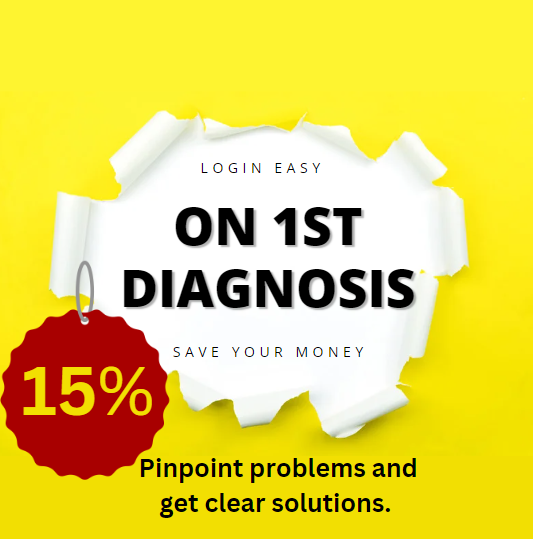 LOGIN EASY
ON 1ST
DIAGNOSIS
SAVE YOUR MONEY
15%
Pinpoint problems and
get clear solutions.